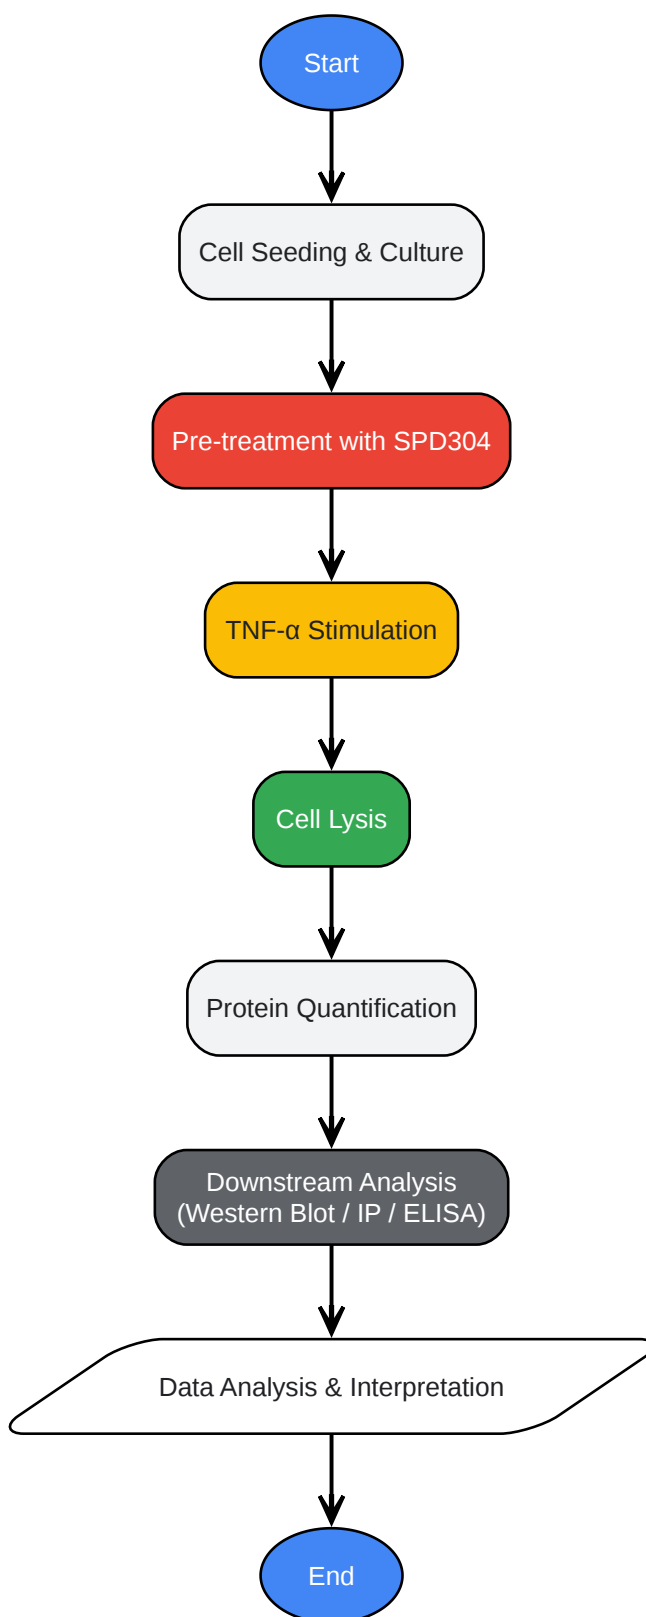 Start
Cell Seeding & Culture
Pre-treatment with SPD304
TNF-α Stimulation
Cell Lysis
Protein Quantification
Downstream Analysis
(Western Blot / IP / ELISA)
Data Analysis & Interpretation
End